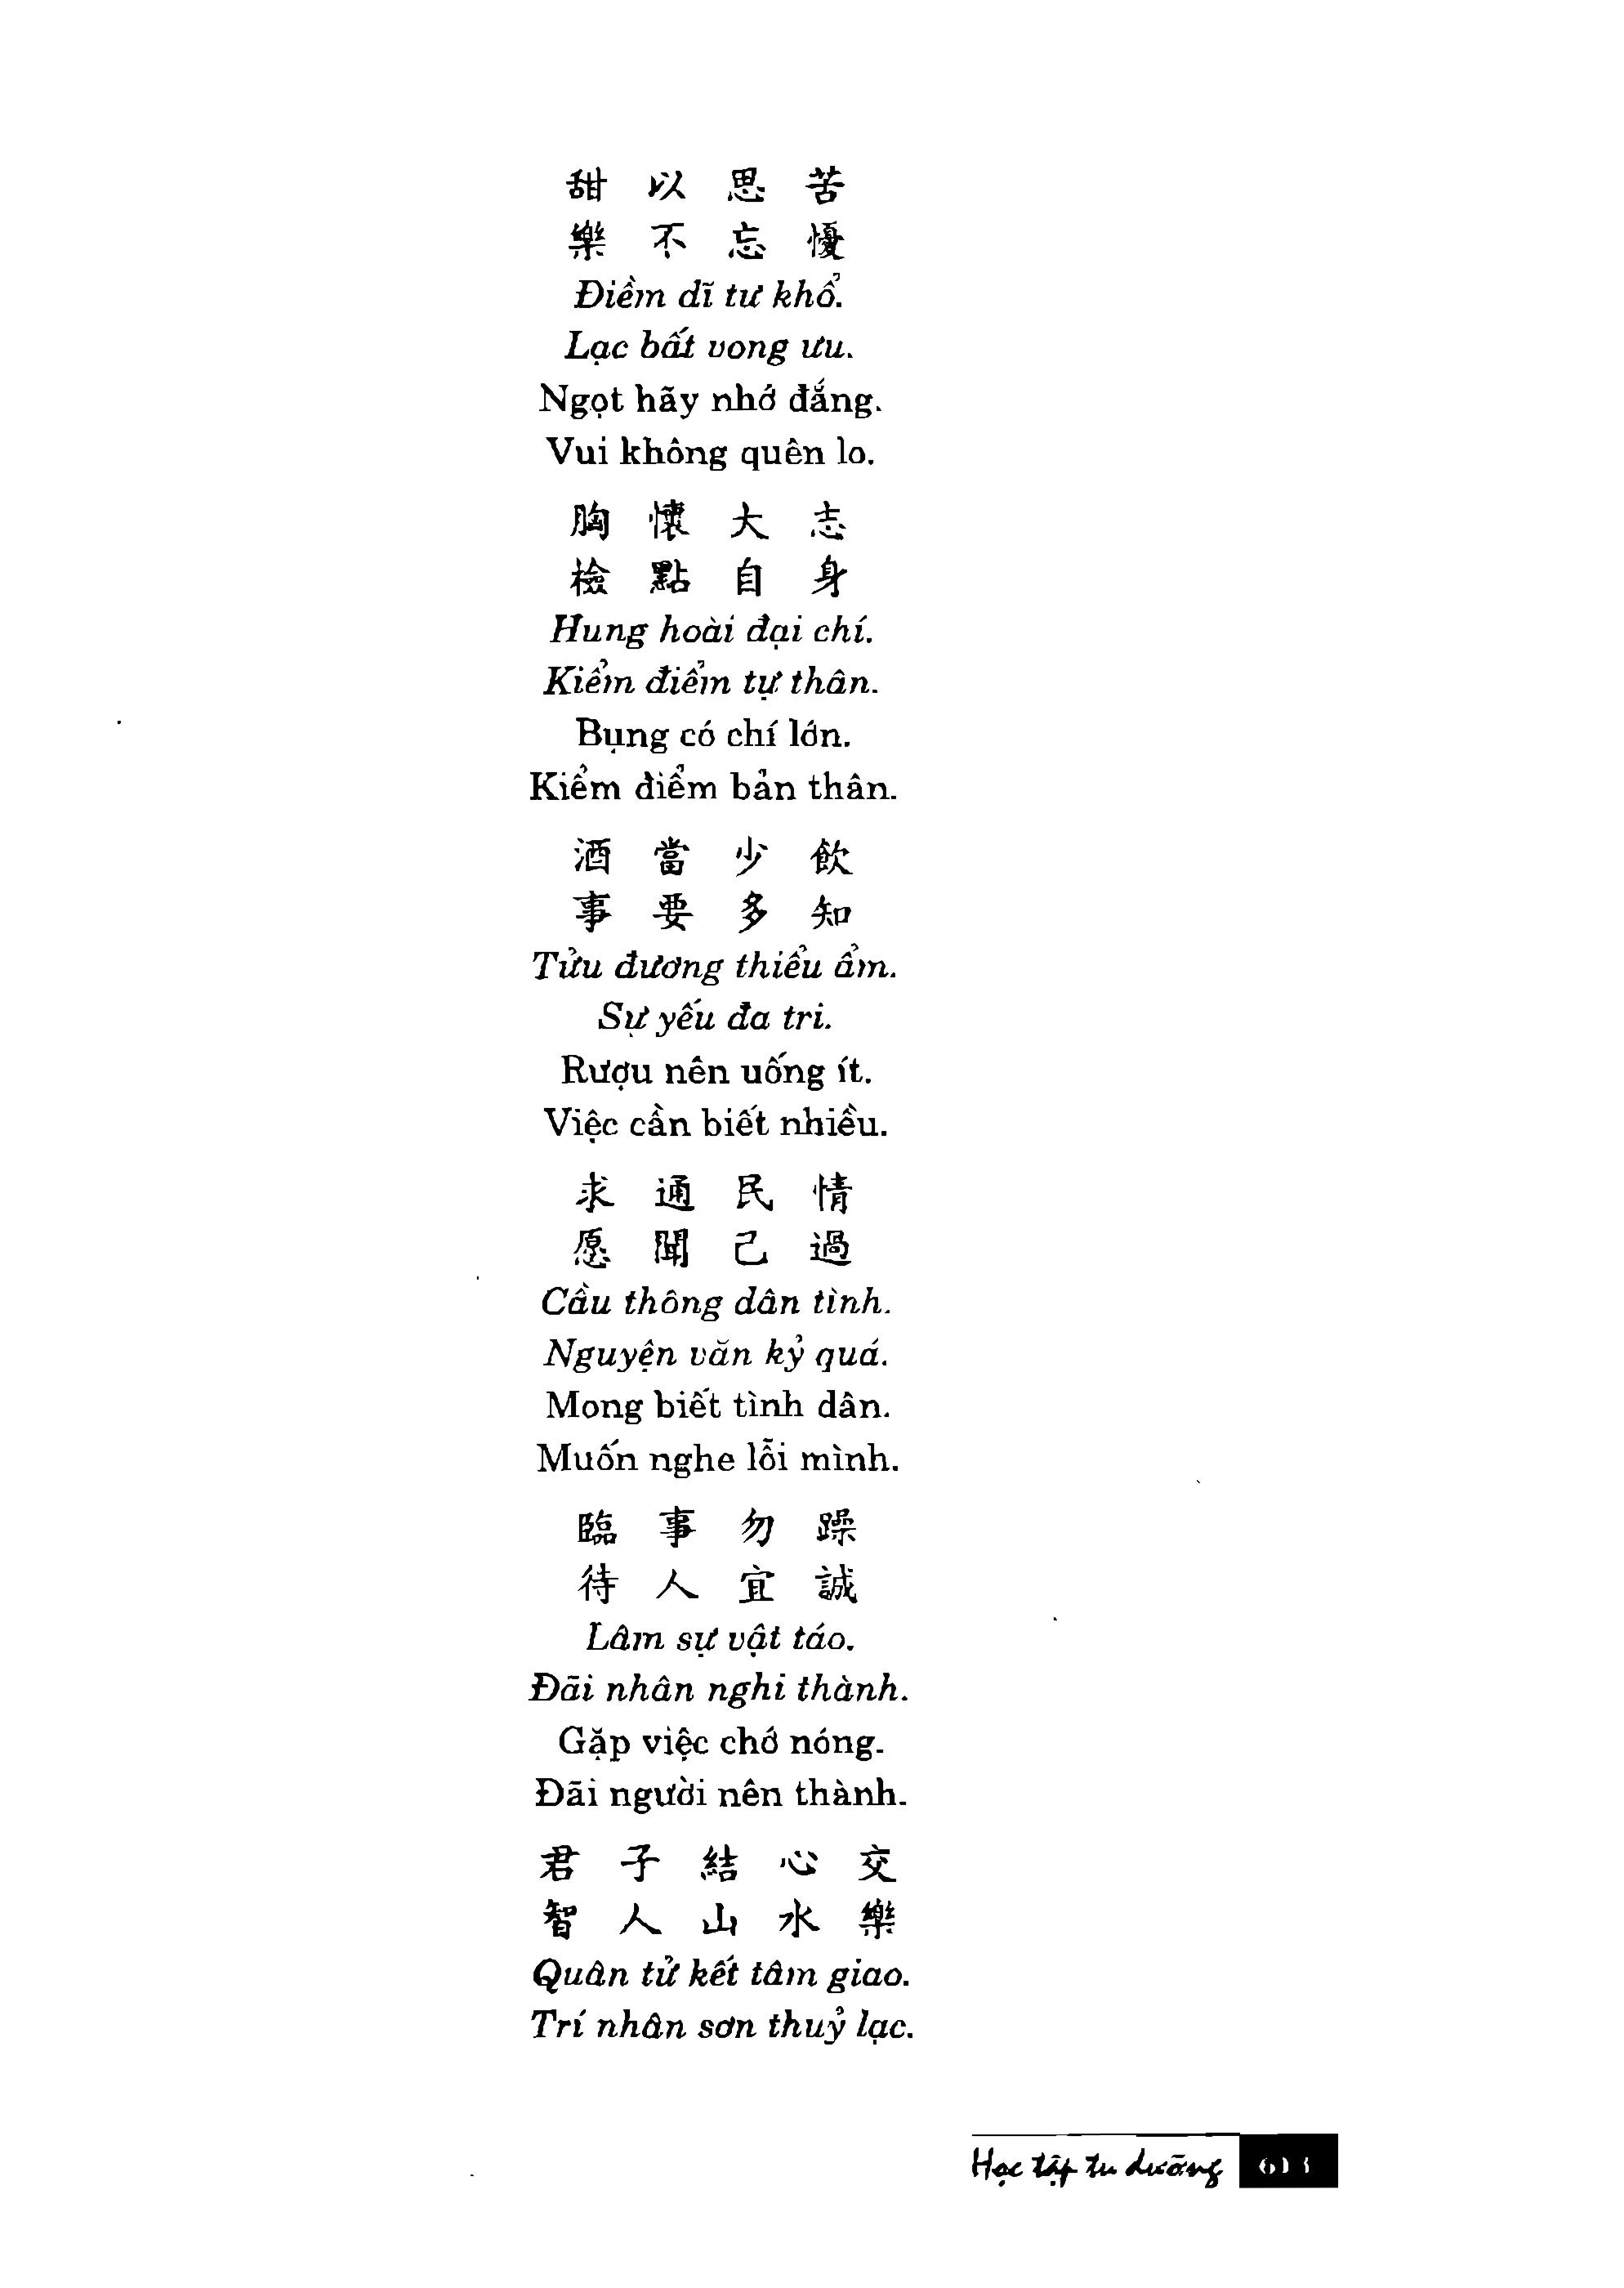 甜以思苦
樂不忘懮
Điềm dĩ tư khổ.
Lạc bất vong ưu.
Ngọt hãy nhớ đắng.
Vui không quên lo.
胸懷大志
檢點自身
Hung hoài đại chí.
Kiểm điểm tự thân.
Bụng có chí lớn.
Kiểm điểm bản thân.
酒當少飲
事要多知
Tửu đương thiểu ẩm.
Sự yếu đa tri.
Rượu nên uống ít.
Việc cần biết nhiều.
求通民情
愿聞己過
Cầu thông dân tình.
Nguyện văn kỷ quá.
Mong biết tình dân.
Muốn nghe lỗi mình.
臨事勿躁
待人宜誠
Lâm sự vật táo.
Đãi nhân nghi thành.
Gặp việc chớ nóng.
Đãi người nên thành.
君子結心交
智人山水樂
Quân tử kết tâm giao.
Trí nhân sơn thuỷ lạc.
Học tập tu dưỡng